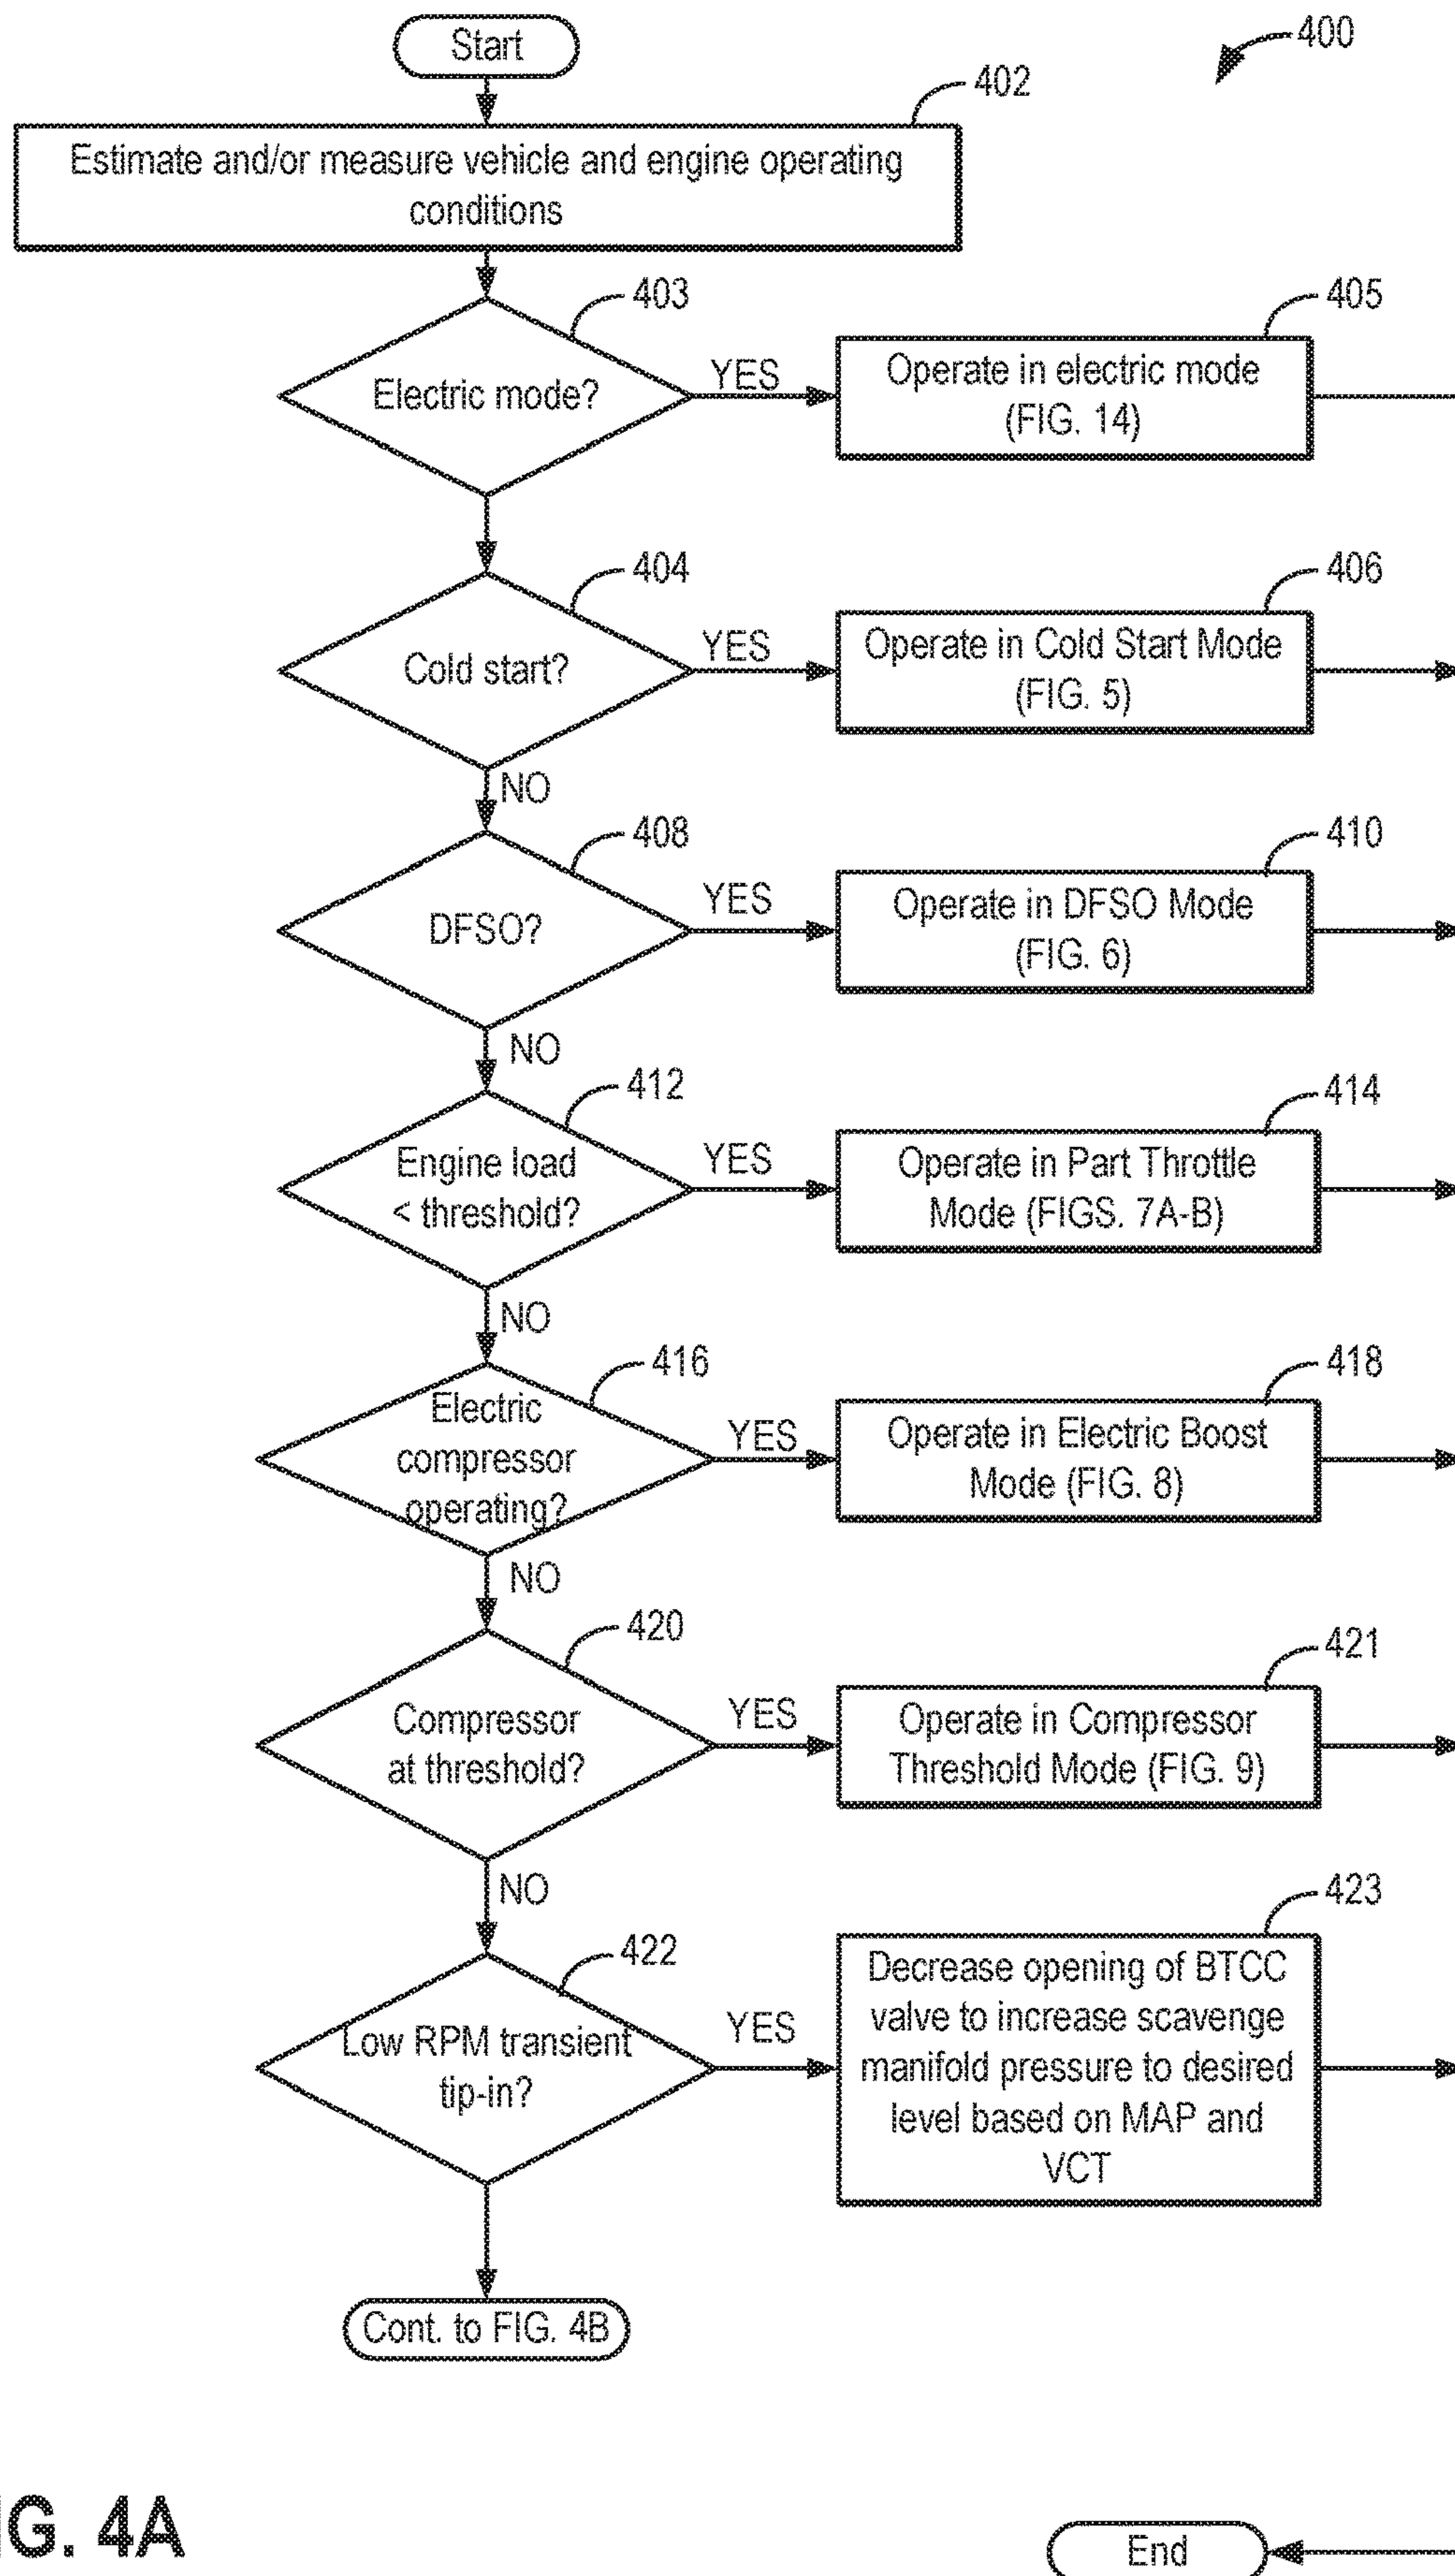 Start
400
402
Estimate and/or measure vehicle and engine operating
conditions
403
Electric mode?
YES
405
Operate in electric mode
(FIG. 14)
404
Cold start?
YES
406
Operate in Cold Start Mode
(FIG. 5)
NO
408
DFSO?
YES
410
Operate in DFSO Mode
(FIG. 6)
NO
412
Engine load
< threshold?
YES
414
Operate in Part Throttle
Mode (FIGS. 7A-B)
NO
416
Electric
compressor
operating?
YES
418
Operate in Electric Boost
Mode (FIG. 8)
NO
420
Compressor
at threshold?
YES
421
Operate in Compressor
Threshold Mode (FIG. 9)
NO
422
Low RPM transient
tip-in?
YES
423
Decrease opening of BTCC
valve to increase scavenge
manifold pressure to desired
level based on MAP and
VCT
Cont. to FIG. 4B
G. 4A
End